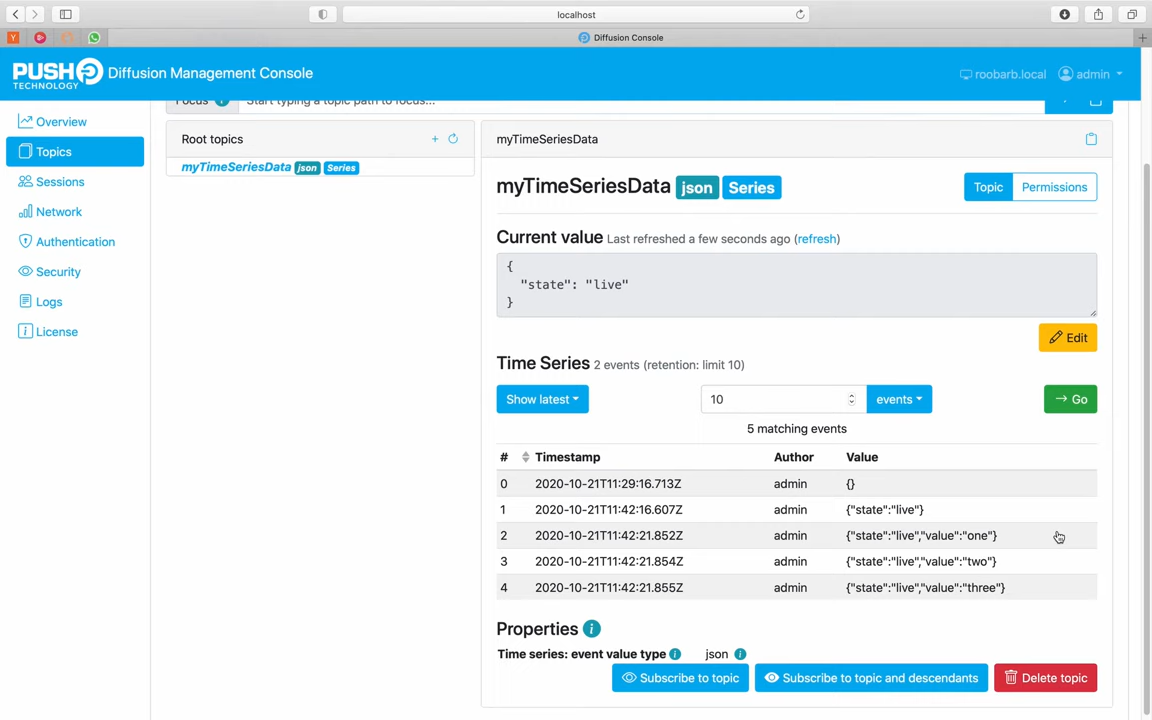 localhost
Y
Diffusion Console
PUSH TECHNOLOGY Diffusion Management Console
roobarb.local admin
Focus i Start typing a topic path to focus...
Overview
Topics
Sessions
Network
Authentication
Security
Logs
License
Root topics +
myTimeSeriesData json Series
myTimeSeriesData
myTimeSeriesData json Series
Topic Permissions
Current value Last refreshed a few seconds ago (refresh)
{
"state": "live"
}
Edit
Time Series 2 events (retention: limit 10)
Show latest 10 events → Go
5 matching events
# Timestamp Author Value
0 2020-10-21T11:29:16.713Z admin {}
1 2020-10-21T11:42:16.607Z admin {"state":"live"}
2 2020-10-21T11:42:21.852Z admin {"state":"live","value":"one"}
3 2020-10-21T11:42:21.854Z admin {"state":"live","value":"two"}
4 2020-10-21T11:42:21.855Z admin {"state":"live","value":"three"}
Properties i
Time series: event value type i json i
Subscribe to topic Subscribe to topic and descendants Delete topic